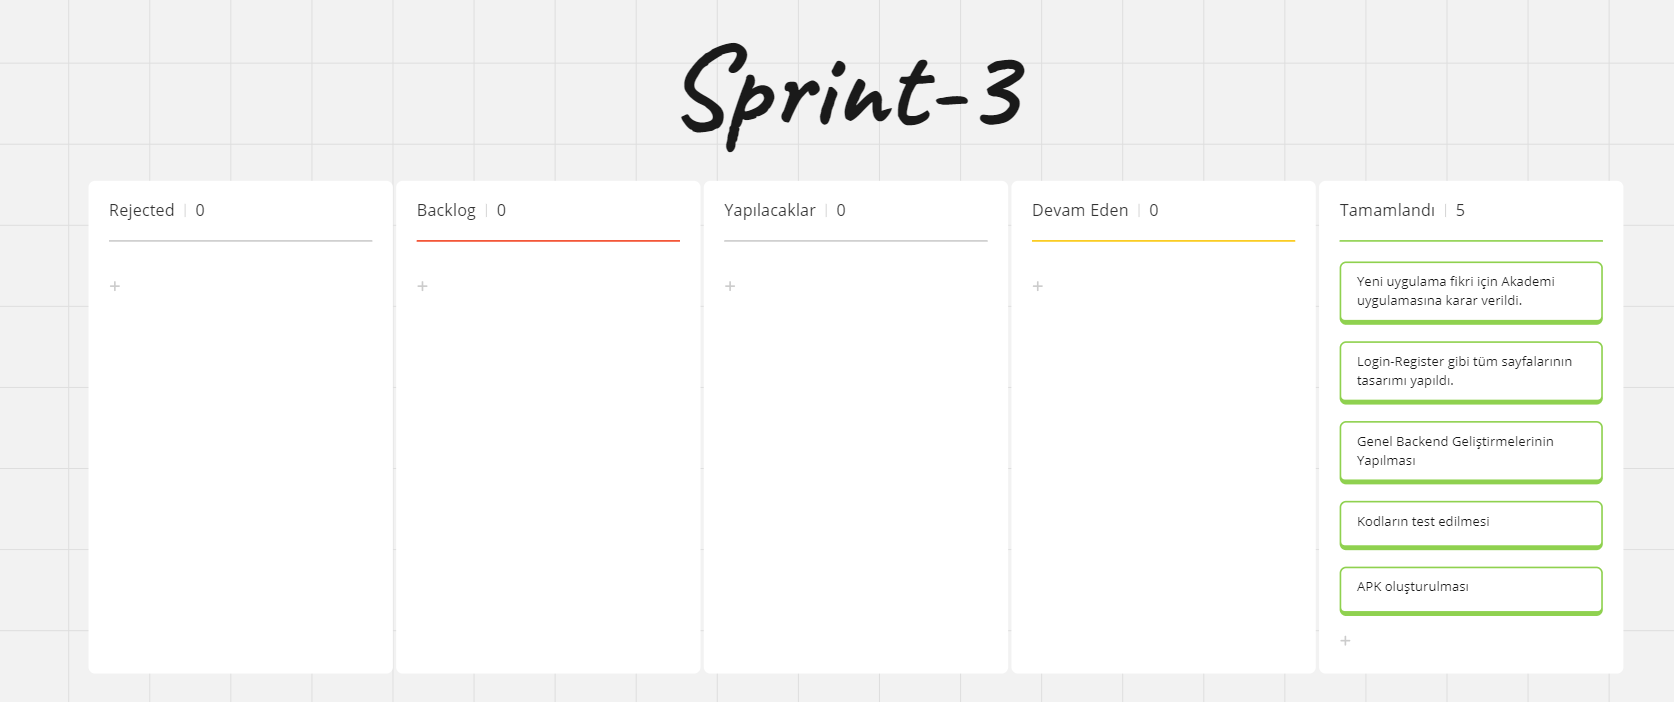 Sprint-3
Rejected | 0
Backlog | 0
Yapılacaklar | 0
Devam Eden | 0
Tamamlandı | 5
+
+
+
+
Yeni uygulama fikri için Akademi
uygulamasına karar verildi.
Login-Register gibi tüm sayfalarının
tasarımı yapıldı.
Genel Backend Geliştirmelerinin
Yapılması
Kodların test edilmesi
APK oluşturulması
+